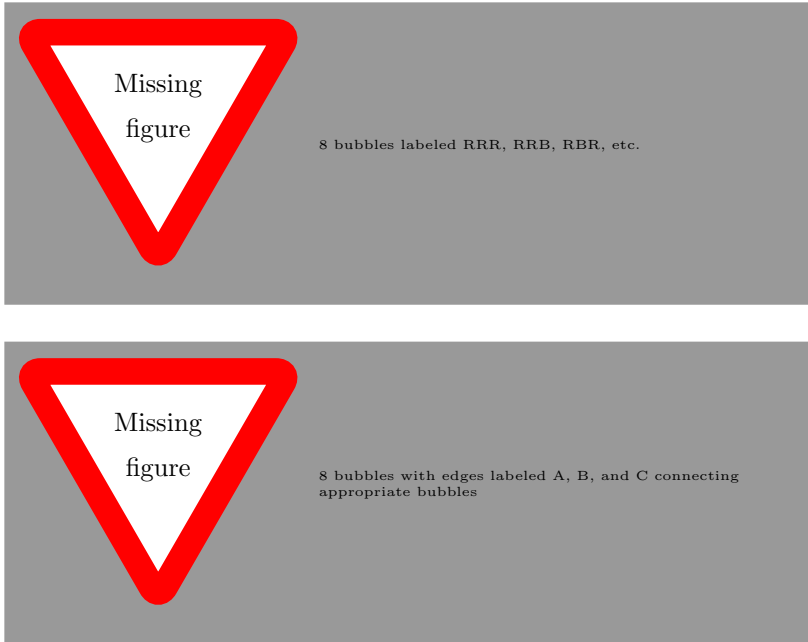 Missing
figure
8 bubbles labeled RRR, RRB, RBR, etc.
Missing
figure
8 bubbles with edges labeled A, B, and C connecting
appropriate bubbles